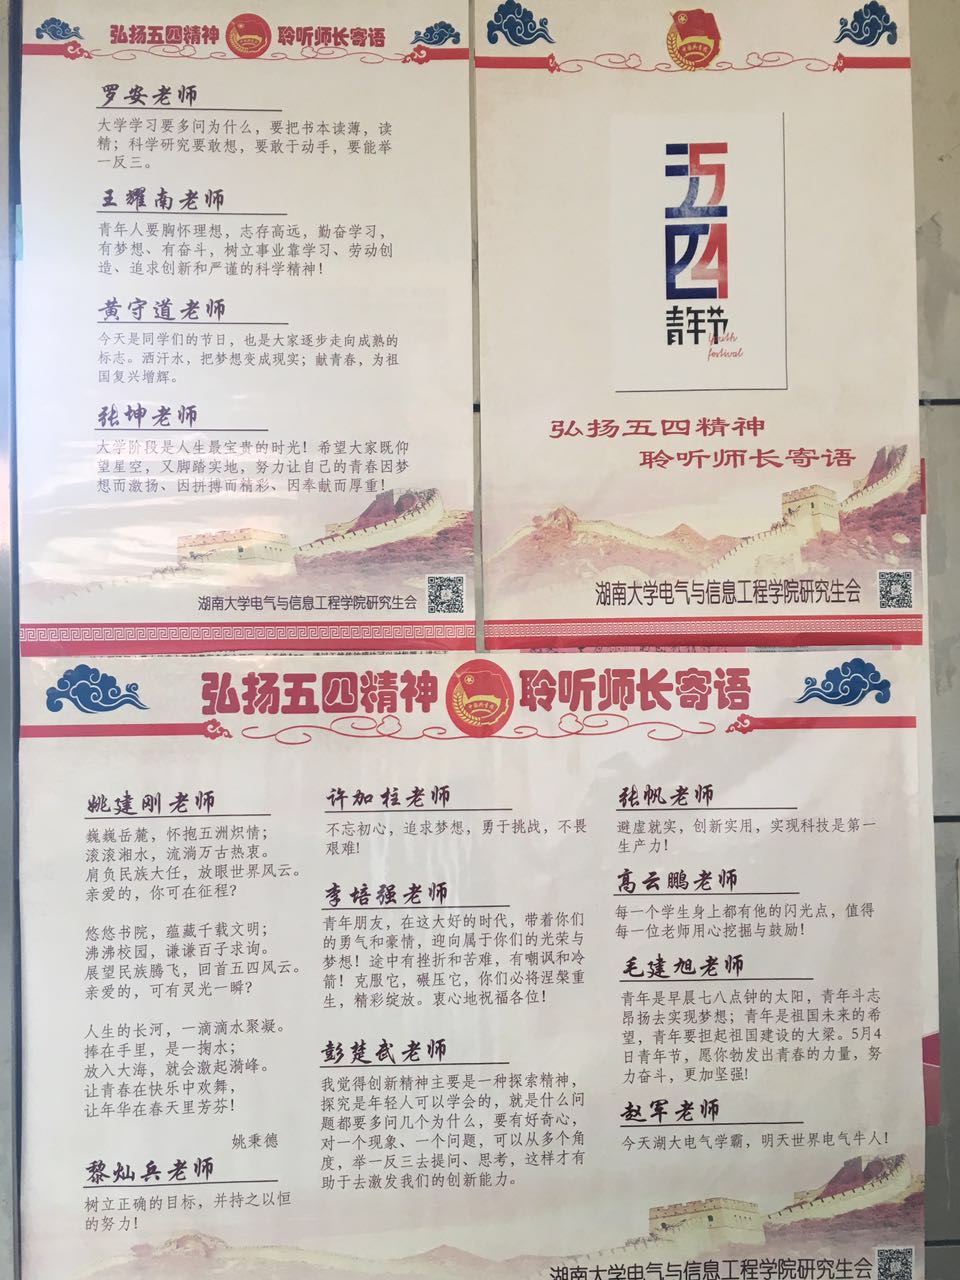 弘扬五四精神 聆听师长寄语
罗安老师
大学学习要多问为什么，要把书本读薄，读
精；科学研究要敢想，要敢于动手，要能举
一反三。
王耀南老师
青年人要胸怀理想，志存高远，勤奋学习，
有梦想、有奋斗，树立事业靠学习、劳动创
造、追求创新和严谨的科学精神！
黄守道老师
今天是同学们的节日，也是大家逐步走向成熟的
标志。洒汗水，把梦想变成现实；献青春，为祖
国复兴增辉。
张坤老师
大学阶段是人生最宝贵的时光！希望大家既仰
望星空，又脚踏实地，努力让自己的青春因梦
想而激扬、因拼搏而精彩、因奉献而厚重！
湖南大学电气与信息工程学院研究生会
五四
54
青年节
Youth
festival
弘扬五四精神
聆听师长寄语
湖南大学电气与信息工程学院研究生会
弘扬五四精神 聆听师长寄语
姚建刚老师
巍巍岳麓，怀抱五洲炽情；
滚滚湘水，流淌万古热衷。
肩负民族大任，放眼世界风云。
亲爱的，你可在征程？
悠悠书院，蕴藏千载文明；
沸沸校园，谦谦百子求询。
展望民族腾飞，回首五四风云。
亲爱的，可有灵光一瞬？
人生的长河，一滴滴水聚凝。
捧在手里，是一掬水；
放入大海，就会激起漪峰。
让青春在快乐中欢舞，
让年华在春天里芳芬！
姚秉德
黎灿兵老师
树立正确的目标，并持之以恒
的努力！
许加柱老师
不忘初心，追求梦想，勇于挑战，不畏
艰难！
李培强老师
青年朋友，在这大好的时代，带着你们
的勇气和豪情，迎向属于你们的光荣与
梦想！途中有挫折和苦难，有嘲讽和冷
箭！克服它，碾压它，你们必将涅槃重
生，精彩绽放。衷心地祝福各位！
彭楚武老师
我觉得创新精神主要是一种探索精神，
探究是年轻人可以学会的，就是什么问
题都要多问几个为什么，要有好奇心，
对一个现象、一个问题，可以从多个角
度，举一反三去提问、思考，这样才有
助于去激发我们的创新能力。
张帆老师
避虚就实，创新实用，实现科技是第一
生产力！
高云鹏老师
每一个学生身上都有他的闪光点，值得
每一位老师用心挖掘与鼓励！
毛建旭老师
青年是早晨七八点钟的太阳，青年斗志
昂扬去实现梦想；青年是祖国未来的希
望，青年要担起祖国建设的大梁。5月4
日青年节，愿你勃发出青春的力量，努
力奋斗，更加坚强！
赵军老师
今天湖大电气学霸，明天世界电气牛人！
湖南大学电气与信息工程学院研究生会